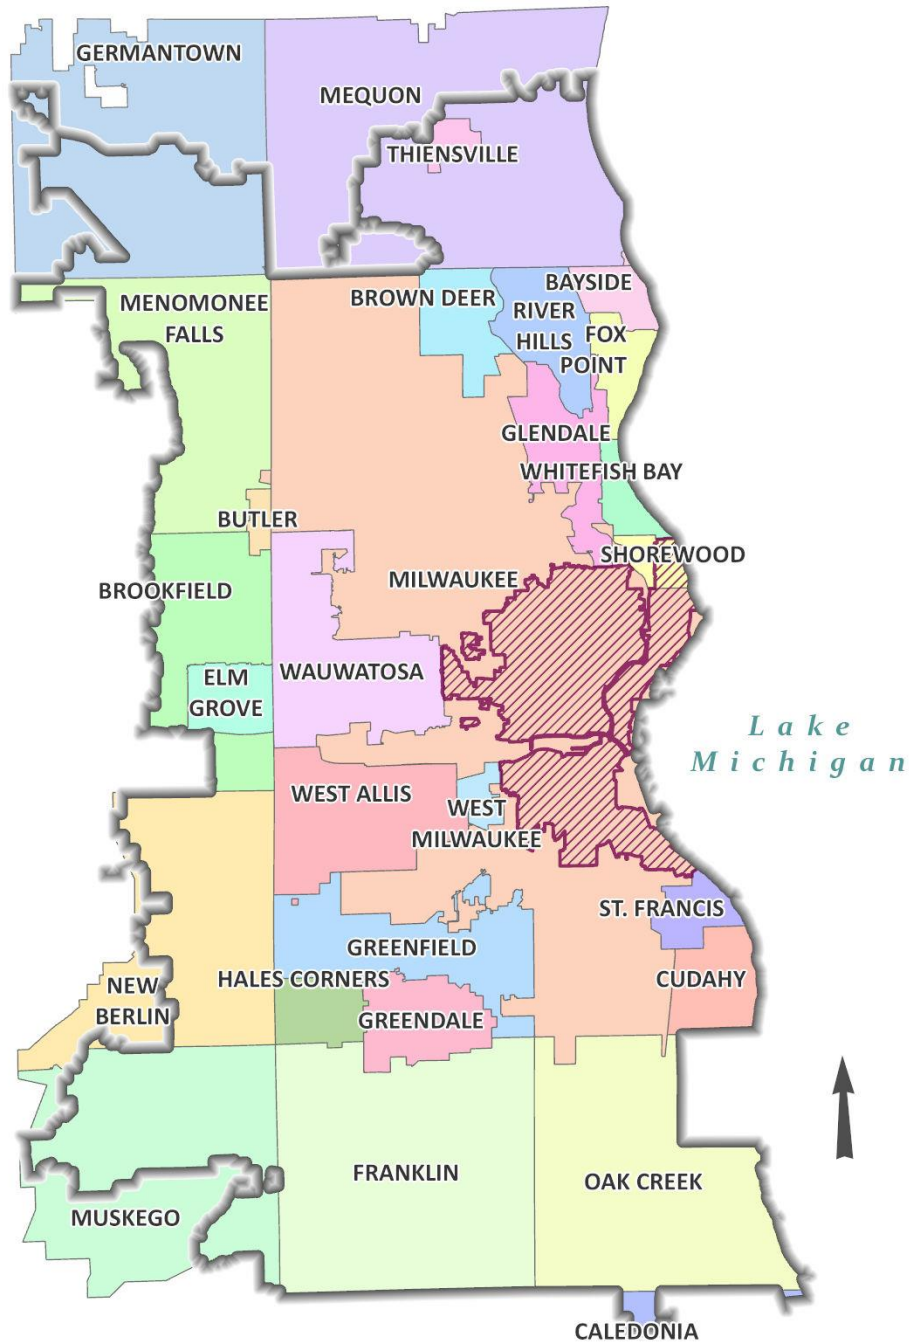 GERMANTOWN
MEQUON
THIENSVILLE
BAYSIDE
BROWN DEER
RIVER
HILLS
MENOMONEE
FALLS
FOX
POINT
GLENDALE
WHITEFISH BAY
BUTLER
SHOREWOOD
MILWAUKEE
BROOKFIELD
WAUWATOSA
ELM
GROVE
Lake
Michigan
WEST ALLIS
WEST
MILWAUKEE
ST. FRANCIS
GREENFIELD
HALES CORNERS
CUDAHY
NEW
BERLIN
GREENDALE
FRANKLIN
OAK CREEK
MUSKEGO
CALEDONIA